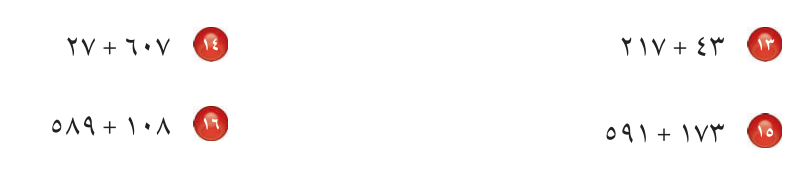 ١٣ ٤٣ + ٢١٧
١٤ ٦٠٧ + ٢٧
١٥ ١٧٣ + ٥٩١
١٦ ١٠٨ + ٥٨٩